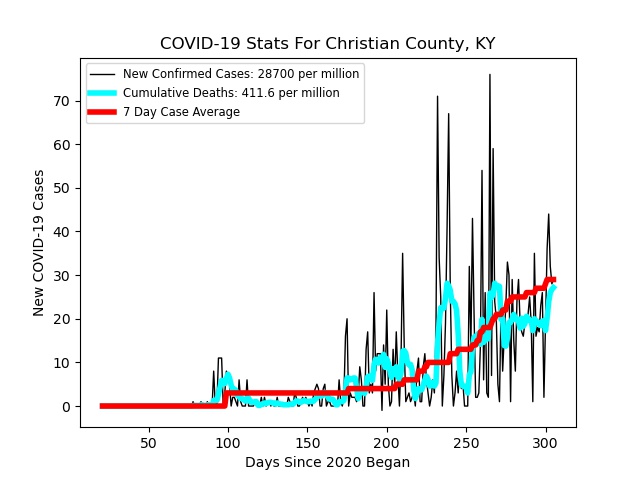 COVID-19 Stats For Christian County, KY
New Confirmed Cases: 28700 per million
Cumulative Deaths: 411.6 per million
7 Day Case Average
New COVID-19 Cases
70
60
50
40
30
20
10
0
50 100 150 200 250 300
Days Since 2020 Began